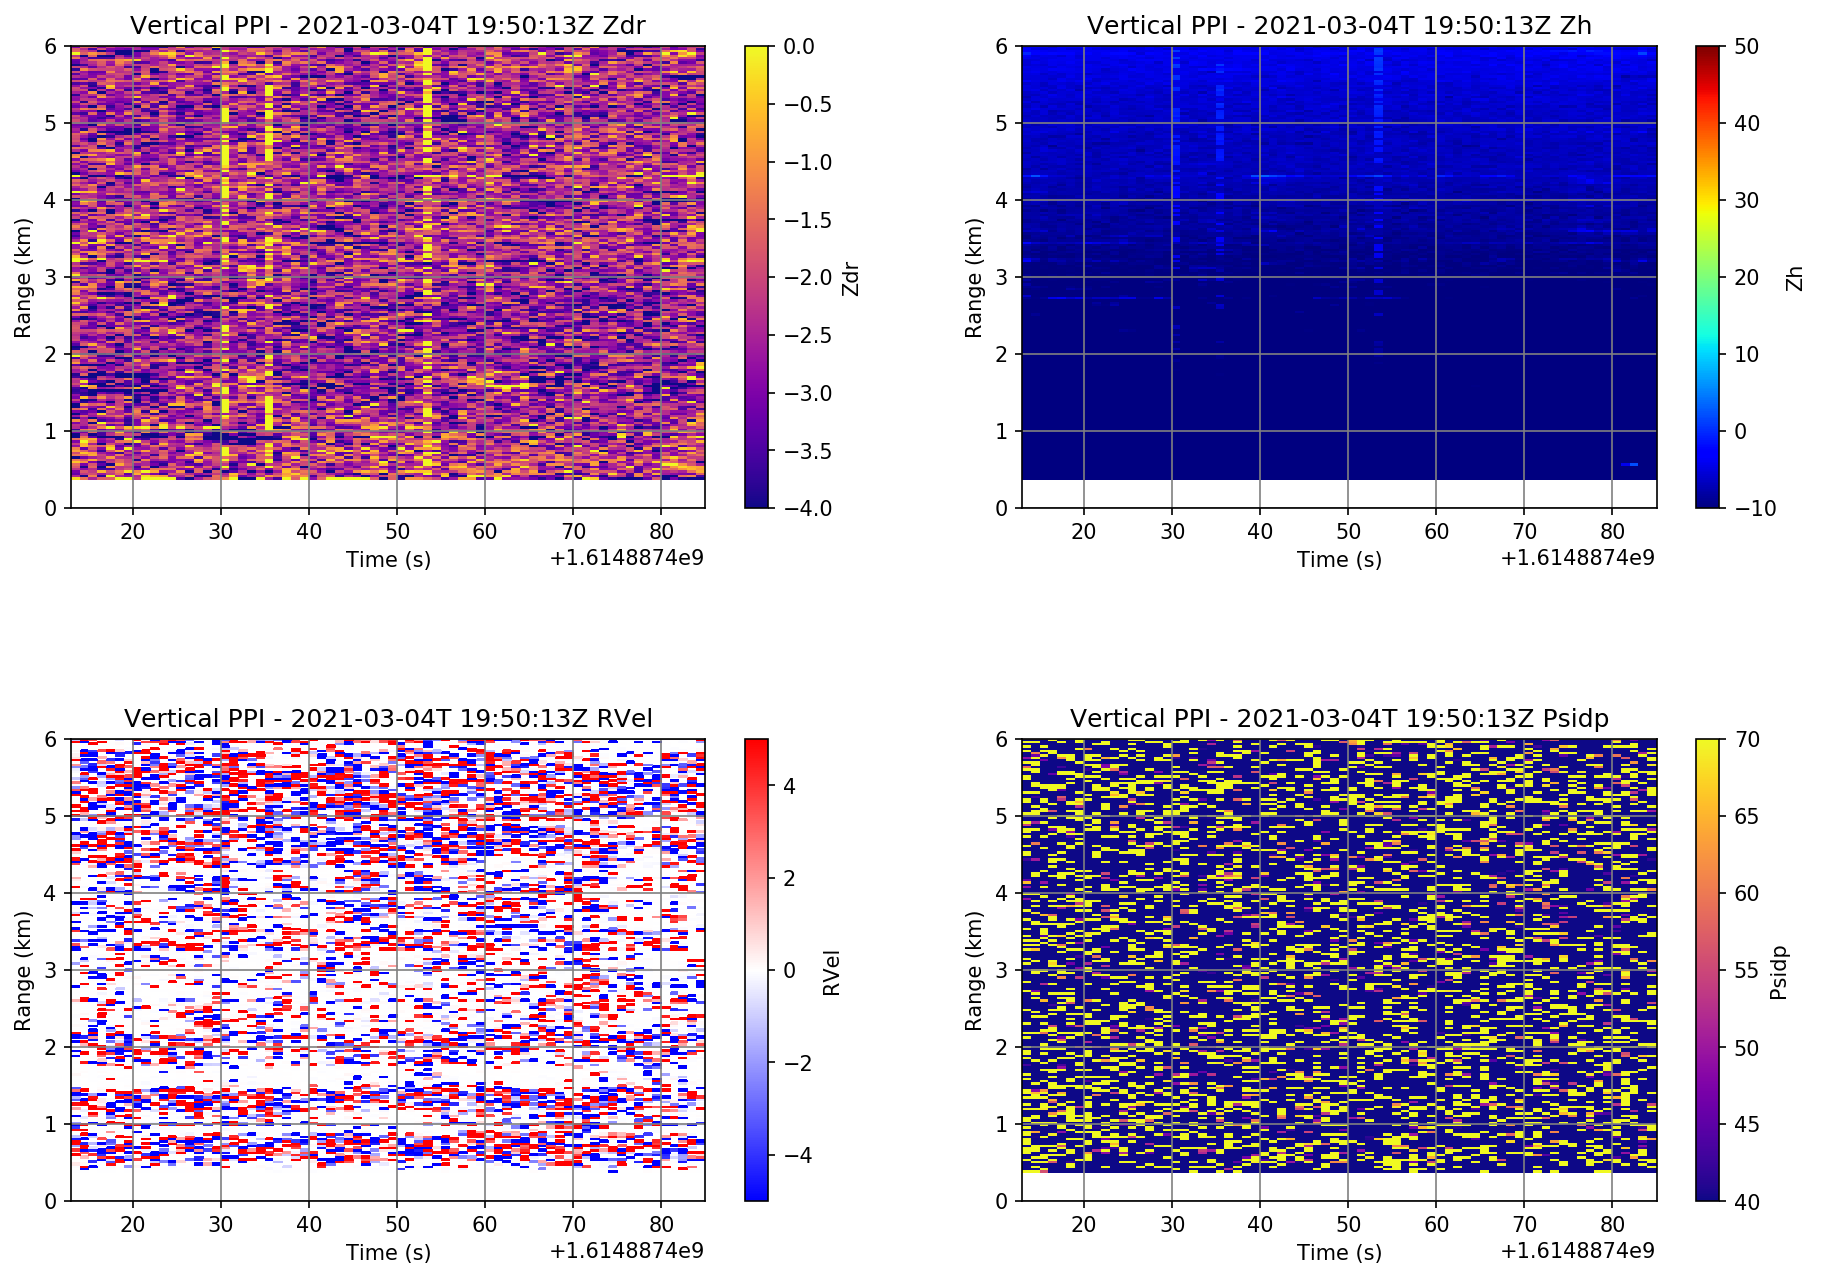 Vertical PPI - 2021-03-04T 19:50:13Z Zdr
6
5
4
3
2
1
0
Range (km)
20 30 40 50 60 70 80
Time (s)
+1.6148874e9
0.0
−0.5
−1.0
−1.5
−2.0
−2.5
−3.0
−3.5
−4.0
Zdr
Vertical PPI - 2021-03-04T 19:50:13Z Zh
6
5
4
3
2
1
0
Range (km)
20 30 40 50 60 70 80
Time (s)
+1.6148874e9
50
40
30
20
10
0
−10
Zh
Vertical PPI - 2021-03-04T 19:50:13Z RVel
6
5
4
3
2
1
0
Range (km)
20 30 40 50 60 70 80
Time (s)
+1.6148874e9
4
2
0
−2
−4
RVel
Vertical PPI - 2021-03-04T 19:50:13Z Psidp
6
5
4
3
2
1
0
Range (km)
20 30 40 50 60 70 80
Time (s)
+1.6148874e9
70
65
60
55
50
45
40
Psidp